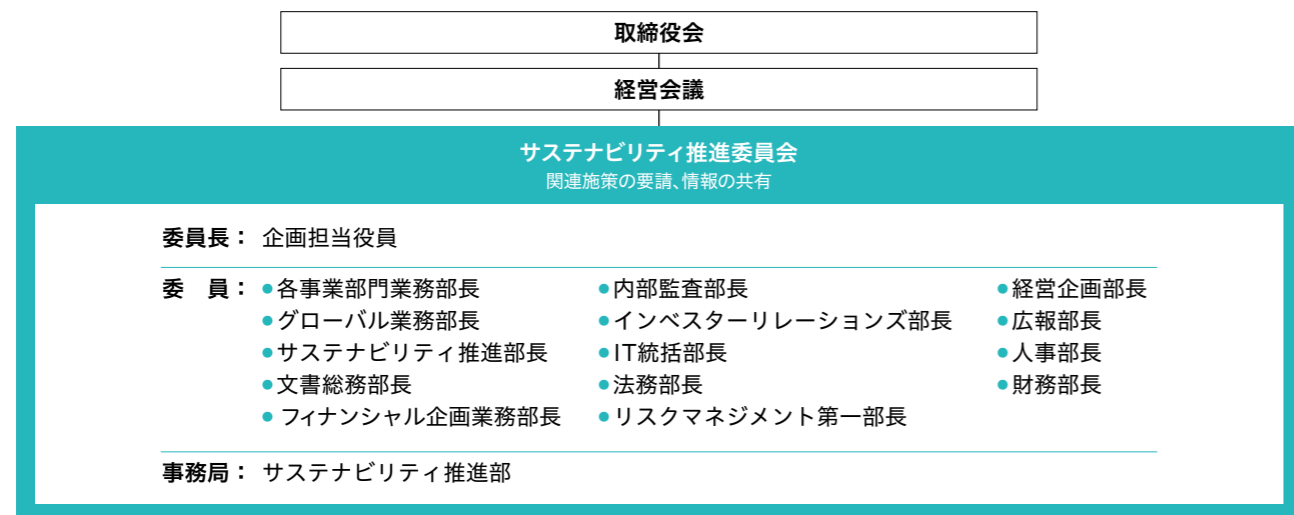 取締役会
経営会議
サステナビリティ推進委員会
関連施策の要請、情報の共有
委員長： 企画担当役員
委　員： ●各事業部門業務部長 ●内部監査部長 ●経営企画部長
●グローバル業務部長 ●インベスターリレーションズ部長 ●広報部長
●サステナビリティ推進部長 ●IT統括部長 ●人事部長
●文書総務部長 ●法務部長 ●財務部長
●フィナンシャル企画業務部長 ●リスクマネジメント第一部長
事務局： サステナビリティ推進部